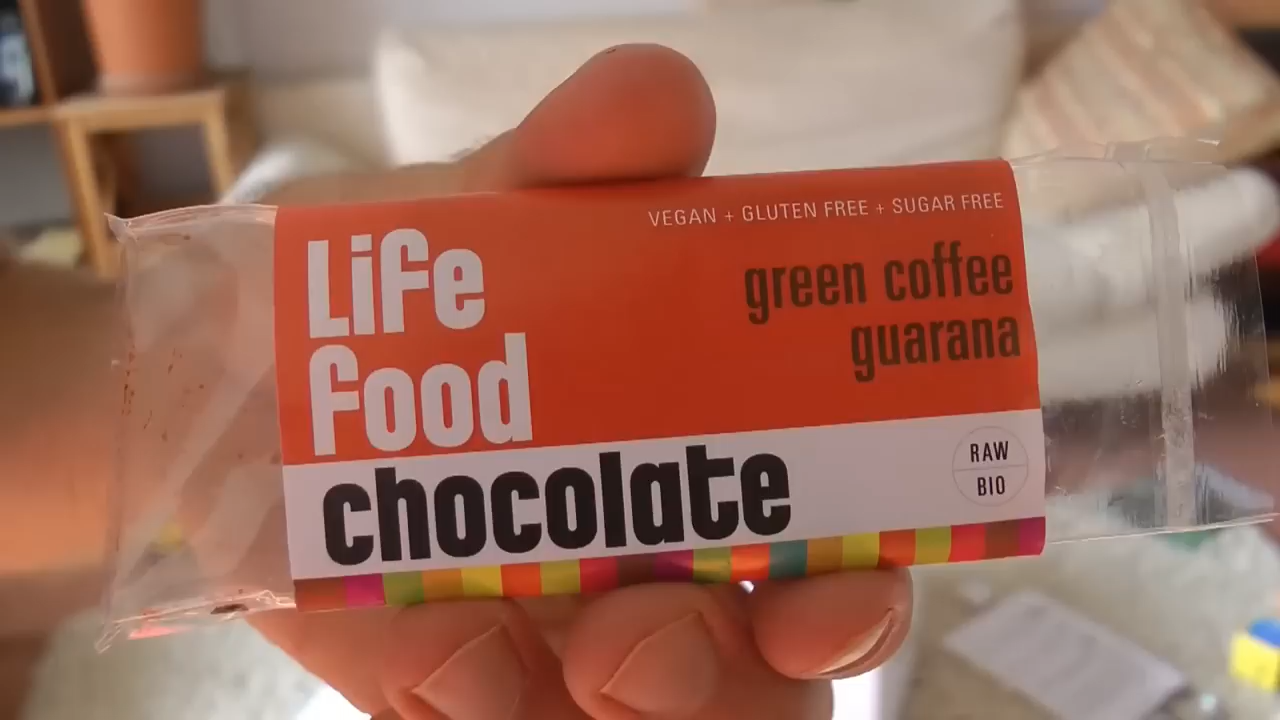 VEGAN + GLUTEN FREE + SUGAR FREE
Life
food
chocolate
green coffee
guarana
RAW
BIO